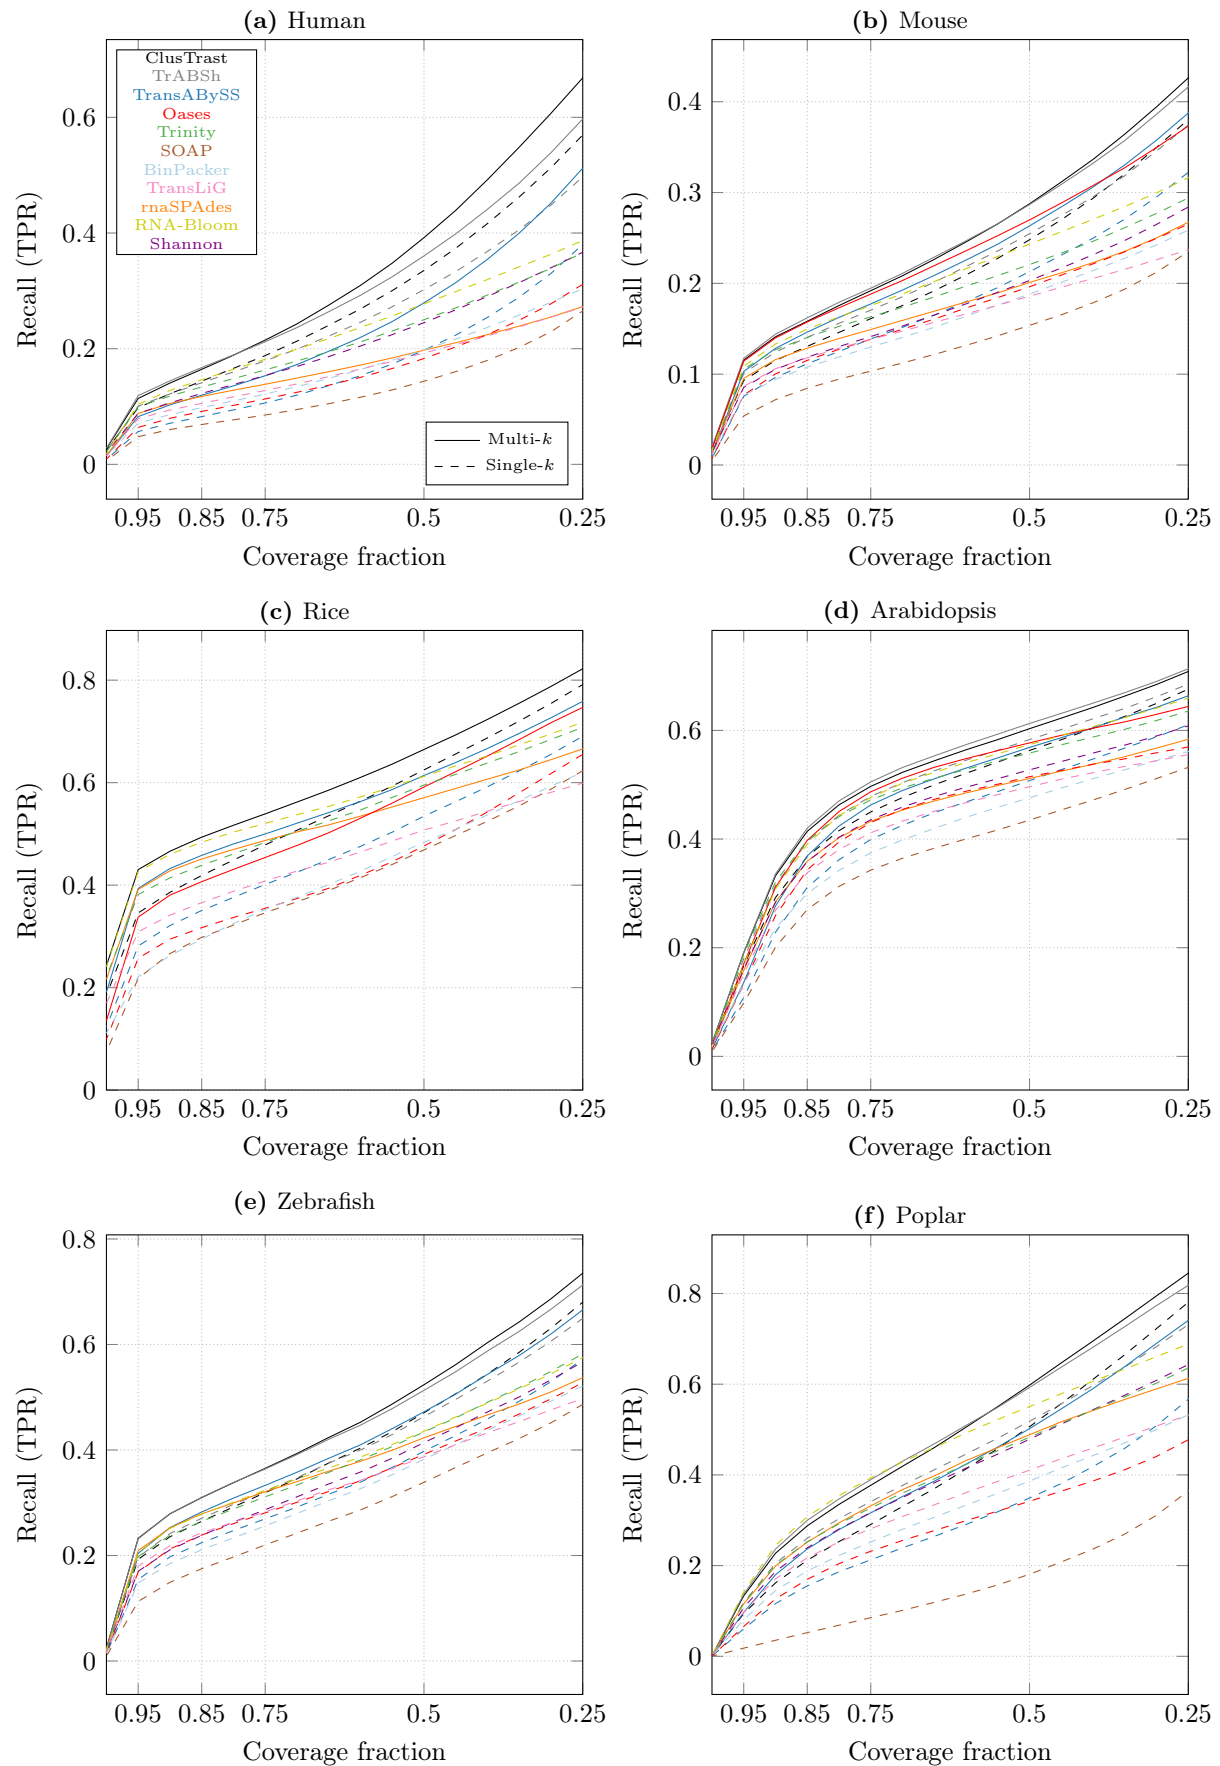 (a) Human
ClusTrast
TrABSh
TransABySS
Oases
Trinity
SOAP
BinPacker
TransLiG
rnaSPAdes
RNA-Bloom
Shannon
Multi-k
Single-k
0.6
0.4
0.2
0
Recall (TPR)
0.95 0.85 0.75 0.5 0.25
Coverage fraction
(b) Mouse
0.4
0.3
0.2
0.1
0
Recall (TPR)
0.95 0.85 0.75 0.5 0.25
Coverage fraction
(c) Rice
0.8
0.6
0.4
0.2
0
Recall (TPR)
0.95 0.85 0.75 0.5 0.25
Coverage fraction
(d) Arabidopsis
0.6
0.4
0.2
0
Recall (TPR)
0.95 0.85 0.75 0.5 0.25
Coverage fraction
(e) Zebrafish
0.8
0.6
0.4
0.2
0
Recall (TPR)
0.95 0.85 0.75 0.5 0.25
Coverage fraction
(f) Poplar
0.8
0.6
0.4
0.2
0
Recall (TPR)
0.95 0.85 0.75 0.5 0.25
Coverage fraction